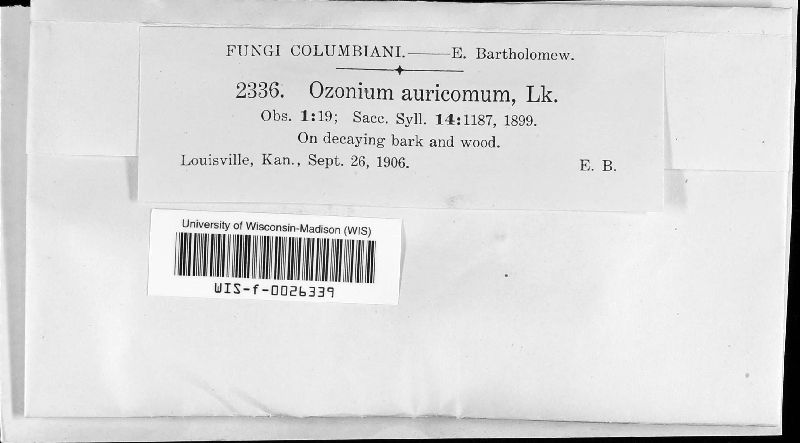 FUNGI COLUMBIANI.——E. Bartholomew.
2336. Ozonium auricomum, Lk.
Obs. 1:19; Sacc. Syll. 14:1187, 1899.
On decaying bark and wood.
Louisville, Kan., Sept. 26, 1906. E. B.
University of Wisconsin-Madison (WIS)
WIS-f-0026339